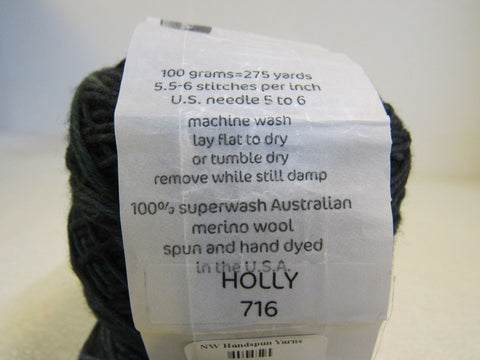 100 grams=275 yards
5.5-6 stitches per inch
U.S. needle 5 to 6
machine wash
lay flat to dry
or tumble dry
remove while still damp
100% superwash Australian
merino wool
spun and hand dyed
in the U.S.A.
HOLLY
716
NW Handspun Yarns